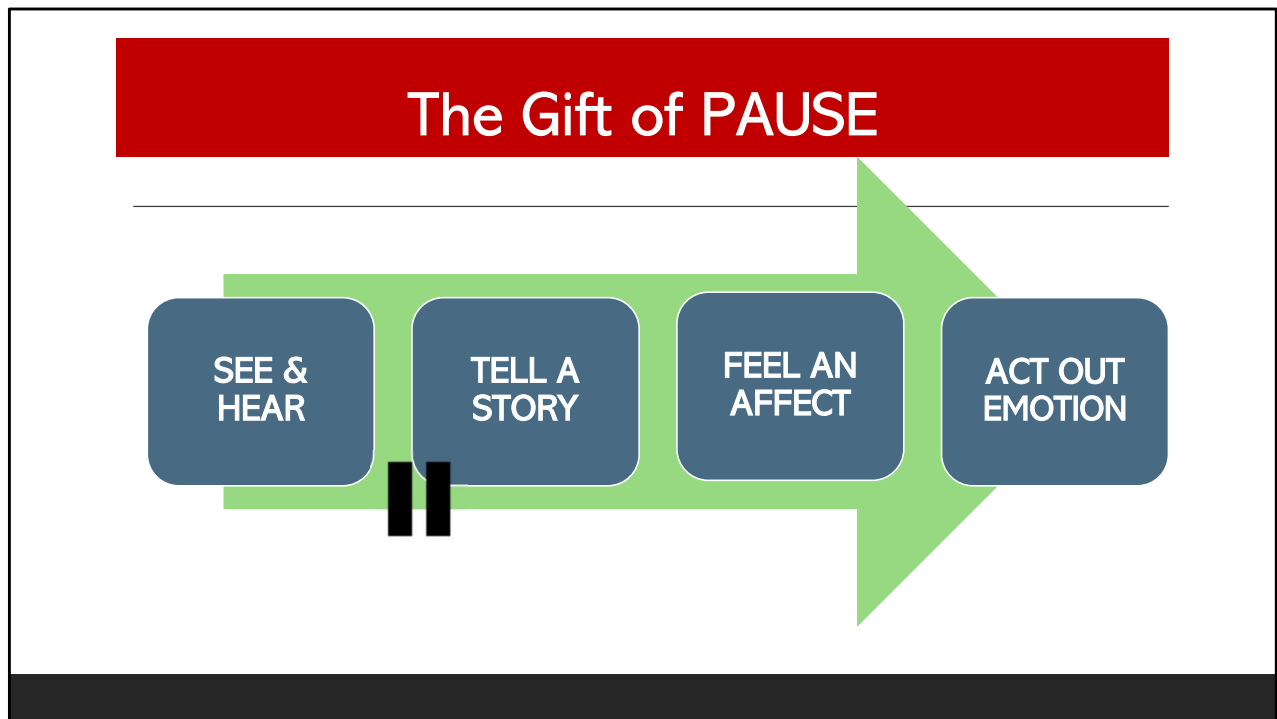 The Gift of PAUSE
SEE &
HEAR
TELL A
STORY
FEEL AN
AFFECT
ACT OUT
EMOTION